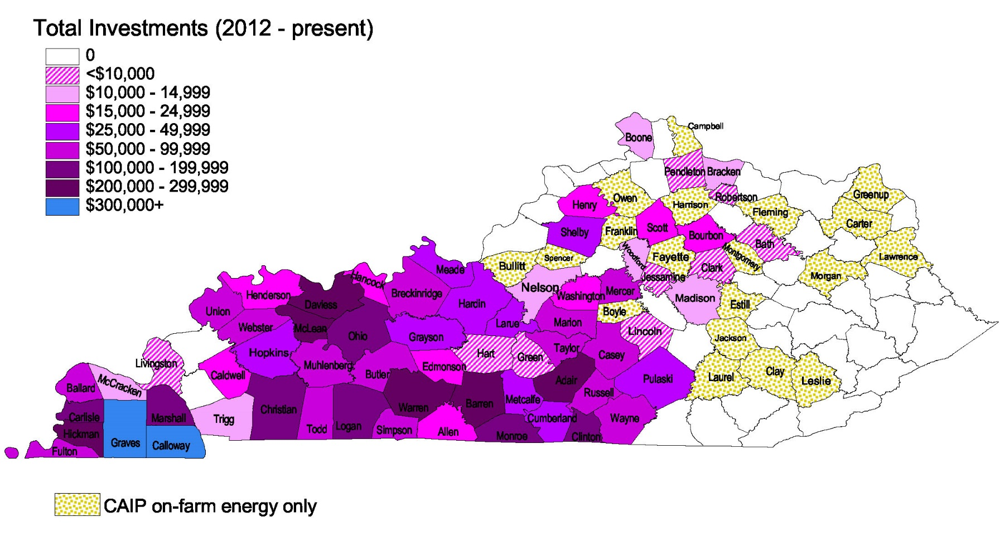 Total Investments (2012 - present)
0
<$10,000
$10,000 - 14,999
$15,000 - 24,999
$25,000 - 49,999
$50,000 - 99,999
$100,000 - 199,999
$200,000 - 299,999
$300,000+
Campbell
Boone
Pendleton
Bracken
Robertson
Greenup
Owen
Harrison
Henry
Fleming
Carter
Shelby
Franklin
Scott
Bourbon
Bath
Woodford
Fayette
Montgomery
Lawrence
Spencer
Bullitt
Clark
Morgan
Meade
Jessamine
Hancock
Nelson
Breckinridge
Henderson
Washington
Mercer
Madison
Daviess
Hardin
Estill
Union
Boyle
Larue
Marion
Webster
McLean
Ohio
Grayson
Lincoln
Jackson
Hopkins
Hart
Green
Taylor
Casey
Livingston
Muhlenberg
Edmonson
Caldwell
Butler
Adair
Pulaski
Laurel
Clay
Leslie
Ballard
McCracken
Russell
Metcalfe
Barren
Warren
Christian
Carlisle
Marshall
Trigg
Cumberland
Wayne
Hickman
Graves
Calloway
Todd
Logan
Simpson
Allen
Monroe
Clinton
Fulton
CAIP on-farm energy only